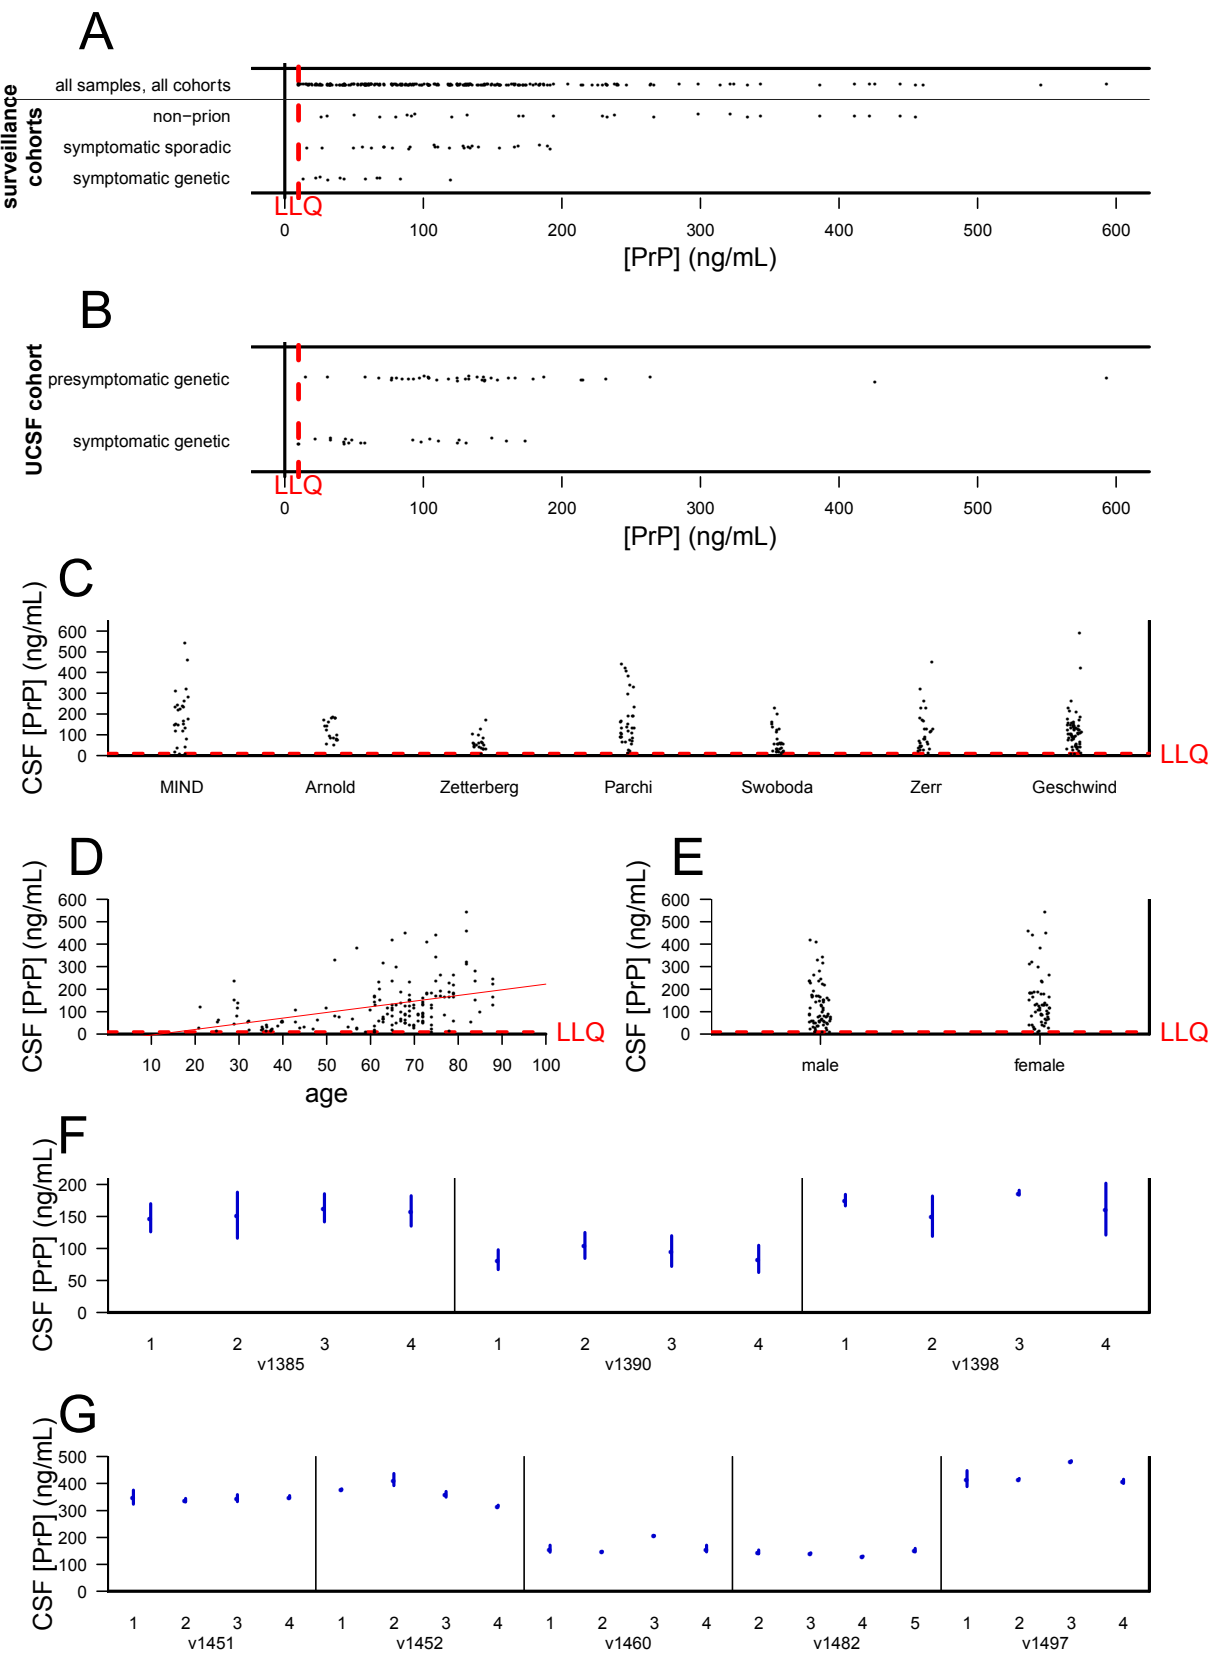 A
surveillance
cohorts
all samples, all cohorts
non−prion
symptomatic sporadic
symptomatic genetic
LLQ
0 100 200 300 400 500 600
[PrP] (ng/mL)
B
UCSF cohort
presymptomatic genetic
symptomatic genetic
LLQ
0 100 200 300 400 500 600
[PrP] (ng/mL)
C
CSF [PrP] (ng/mL)
600
500
400
300
200
100
0
LLQ
MIND Arnold Zetterberg Parchi Swoboda Zerr Geschwind
D
CSF [PrP] (ng/mL)
600
500
400
300
200
100
0
LLQ
10 20 30 40 50 60 70 80 90 100
age
E
CSF [PrP] (ng/mL)
600
500
400
300
200
100
0
LLQ
male female
F
CSF [PrP] (ng/mL)
200
150
100
50
0
1 2 3 4 1 2 3 4 1 2 3 4
v1385 v1390 v1398
G
CSF [PrP] (ng/mL)
500
400
300
200
100
0
1 2 3 4 1 2 3 4 1 2 3 4 2 3 4 5 1 2 3 4
v1451 v1452 v1460 v1482 v1497